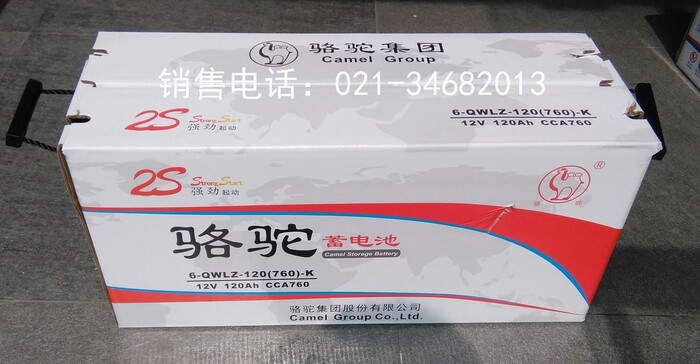 骆驼集团
Camel Group
销售电话：021-34682013
2S Strong Start
强劲起动
6-QWLZ-120(760)-K
12V 120Ah CCA760
2S Strong Start
强劲起动
®
骆驼
骆驼 蓄电池
Camel Storage Battery
6-QWLZ-120(760)-K
12V 120Ah CCA760
骆驼集团股份有限公司
Camel Group Co.,Ltd.